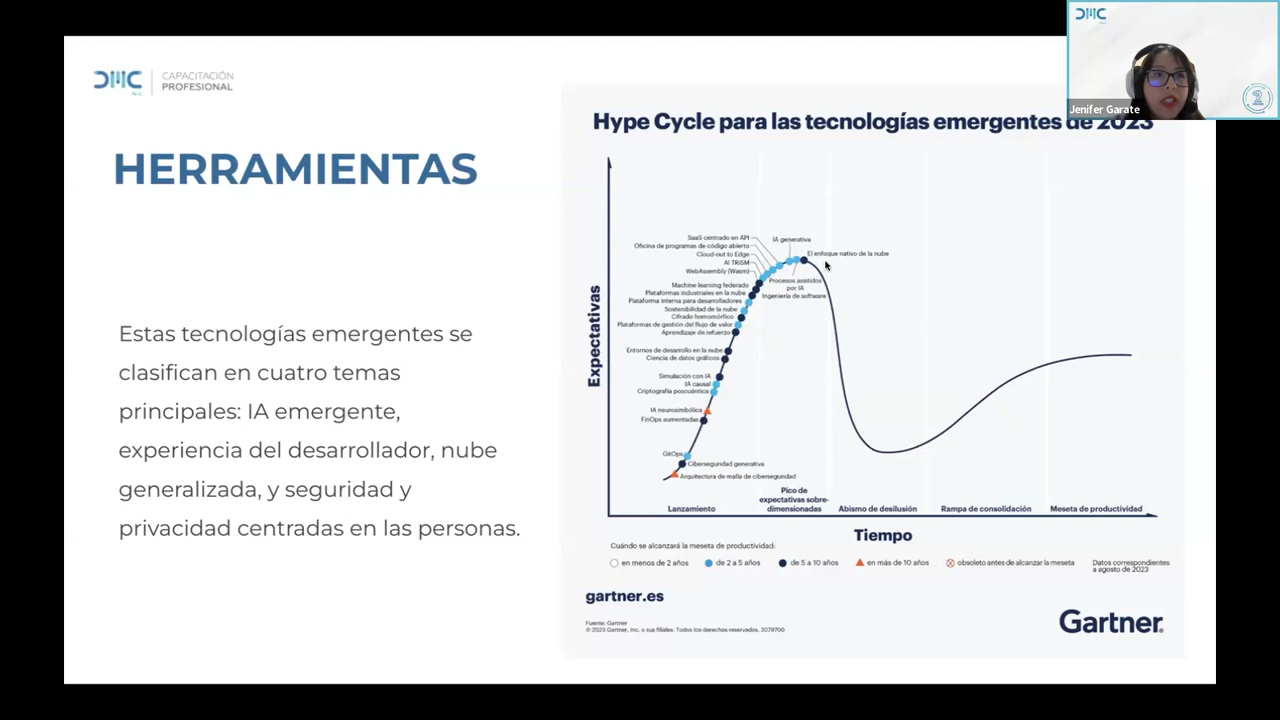 DMC
CAPACITACIÓN
PROFESIONAL
HERRAMIENTAS
Estas tecnologías emergentes se
clasifican en cuatro temas
principales: IA emergente,
experiencia del desarrollador, nube
generalizada, y seguridad y
privacidad centradas en las personas.
DMC
Jenifer Garate
Hype Cycle para las tecnologías emergentes de 2023
Expectativas
SaaS centrado en API
Oficina de programas de código abierto
Cloud-out to Edge
AI TRiSM
WebAssembly (Wasm)
Machine learning federado
Plataformas industriales en la nube
Plataforma interna para desarrolladores
Sostenibilidad de la nube
Cifrado homomórfico
Plataformas de gestión del flujo de valor
Aprendizaje de refuerzo
Entornos de desarrollo en la nube
Ciencia de datos gráficos
Simulación con IA
IA causal
Criptografía poscuántica
IA neurosimbólica
FinOps aumentadas
GitOps
Ciberseguridad generativa
Arquitectura de malla de ciberseguridad
IA generativa
El enfoque nativo de la nube
Procesos asistidos
por IA
Ingeniería de software
Lanzamiento
Pico de
expectativas sobre-
dimensionadas
Abismo de desilusión
Rampa de consolidación
Meseta de productividad
Tiempo
Cuándo se alcanzará la meseta de productividad:
en menos de 2 años
de 2 a 5 años
de 5 a 10 años
en más de 10 años
obsoleto antes de alcanzar la meseta
Datos correspondientes
a agosto de 2023
gartner.es
Fuente: Gartner
© 2023 Gartner, Inc. o sus filiales. Todos los derechos reservados. 2079700
Gartner